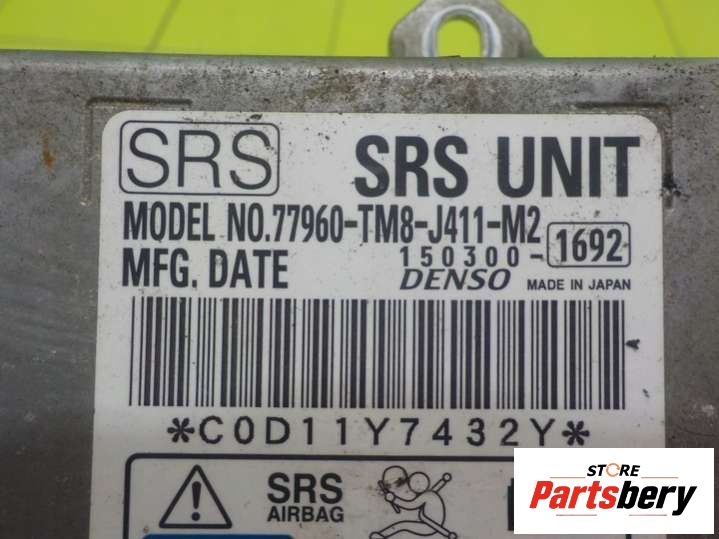 SRS SRS UNIT
MODEL NO.77960-TM8-J411-M2
MFG. DATE 150300-1692
DENSO MADE IN JAPAN
*C0D11Y7432Y*
SRS
AIRBAG
STORE
Partsbery